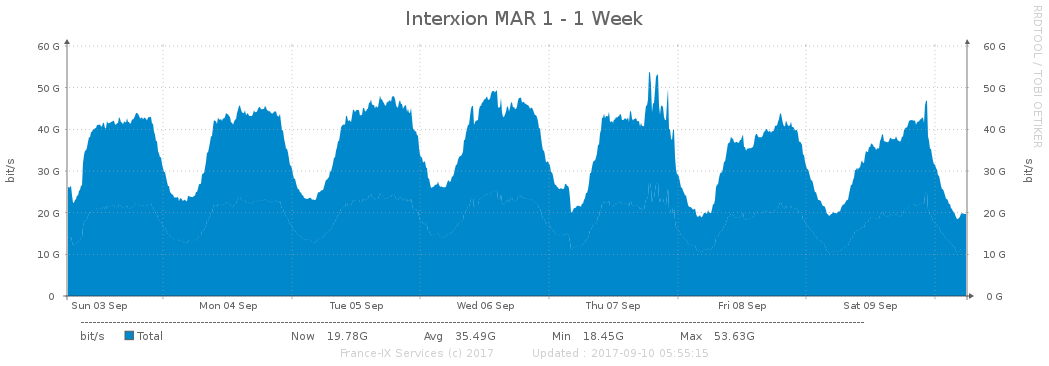 Interxion MAR 1 - 1 Week
RRDTOOL / TOBI OETIKER
bit/s
bit/s
60 G 60 G
50 G 50 G
40 G 40 G
30 G 30 G
20 G 20 G
10 G 10 G
0 0 G
Sun 03 Sep Mon 04 Sep Tue 05 Sep Wed 06 Sep Thu 07 Sep Fri 08 Sep Sat 09 Sep
bit/s Total Now 19.78G Avg 35.49G Min 18.45G Max 53.63G
France-IX Services (c) 2017 Updated : 2017-09-10 05:55:15